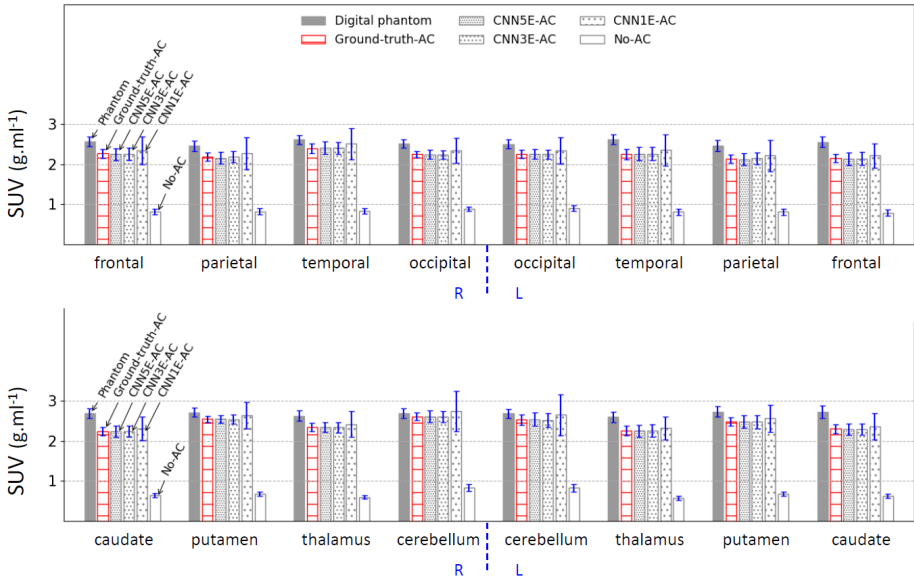 Digital phantom
CNN5E-AC
CNN1E-AC
Ground-truth-AC
CNN3E-AC
No-AC
SUV (g.ml-1)
3
2
1
Phantom
Ground-truth-AC
CNN5E-AC
CNN3E-AC
CNN1E-AC
No-AC
frontal parietal temporal occipital occipital temporal parietal frontal
R L
SUV (g.ml-1)
3
2
1
Phantom
Ground-truth-AC
CNN5E-AC
CNN3E-AC
CNN1E-AC
No-AC
caudate putamen thalamus cerebellum cerebellum thalamus putamen caudate
R L